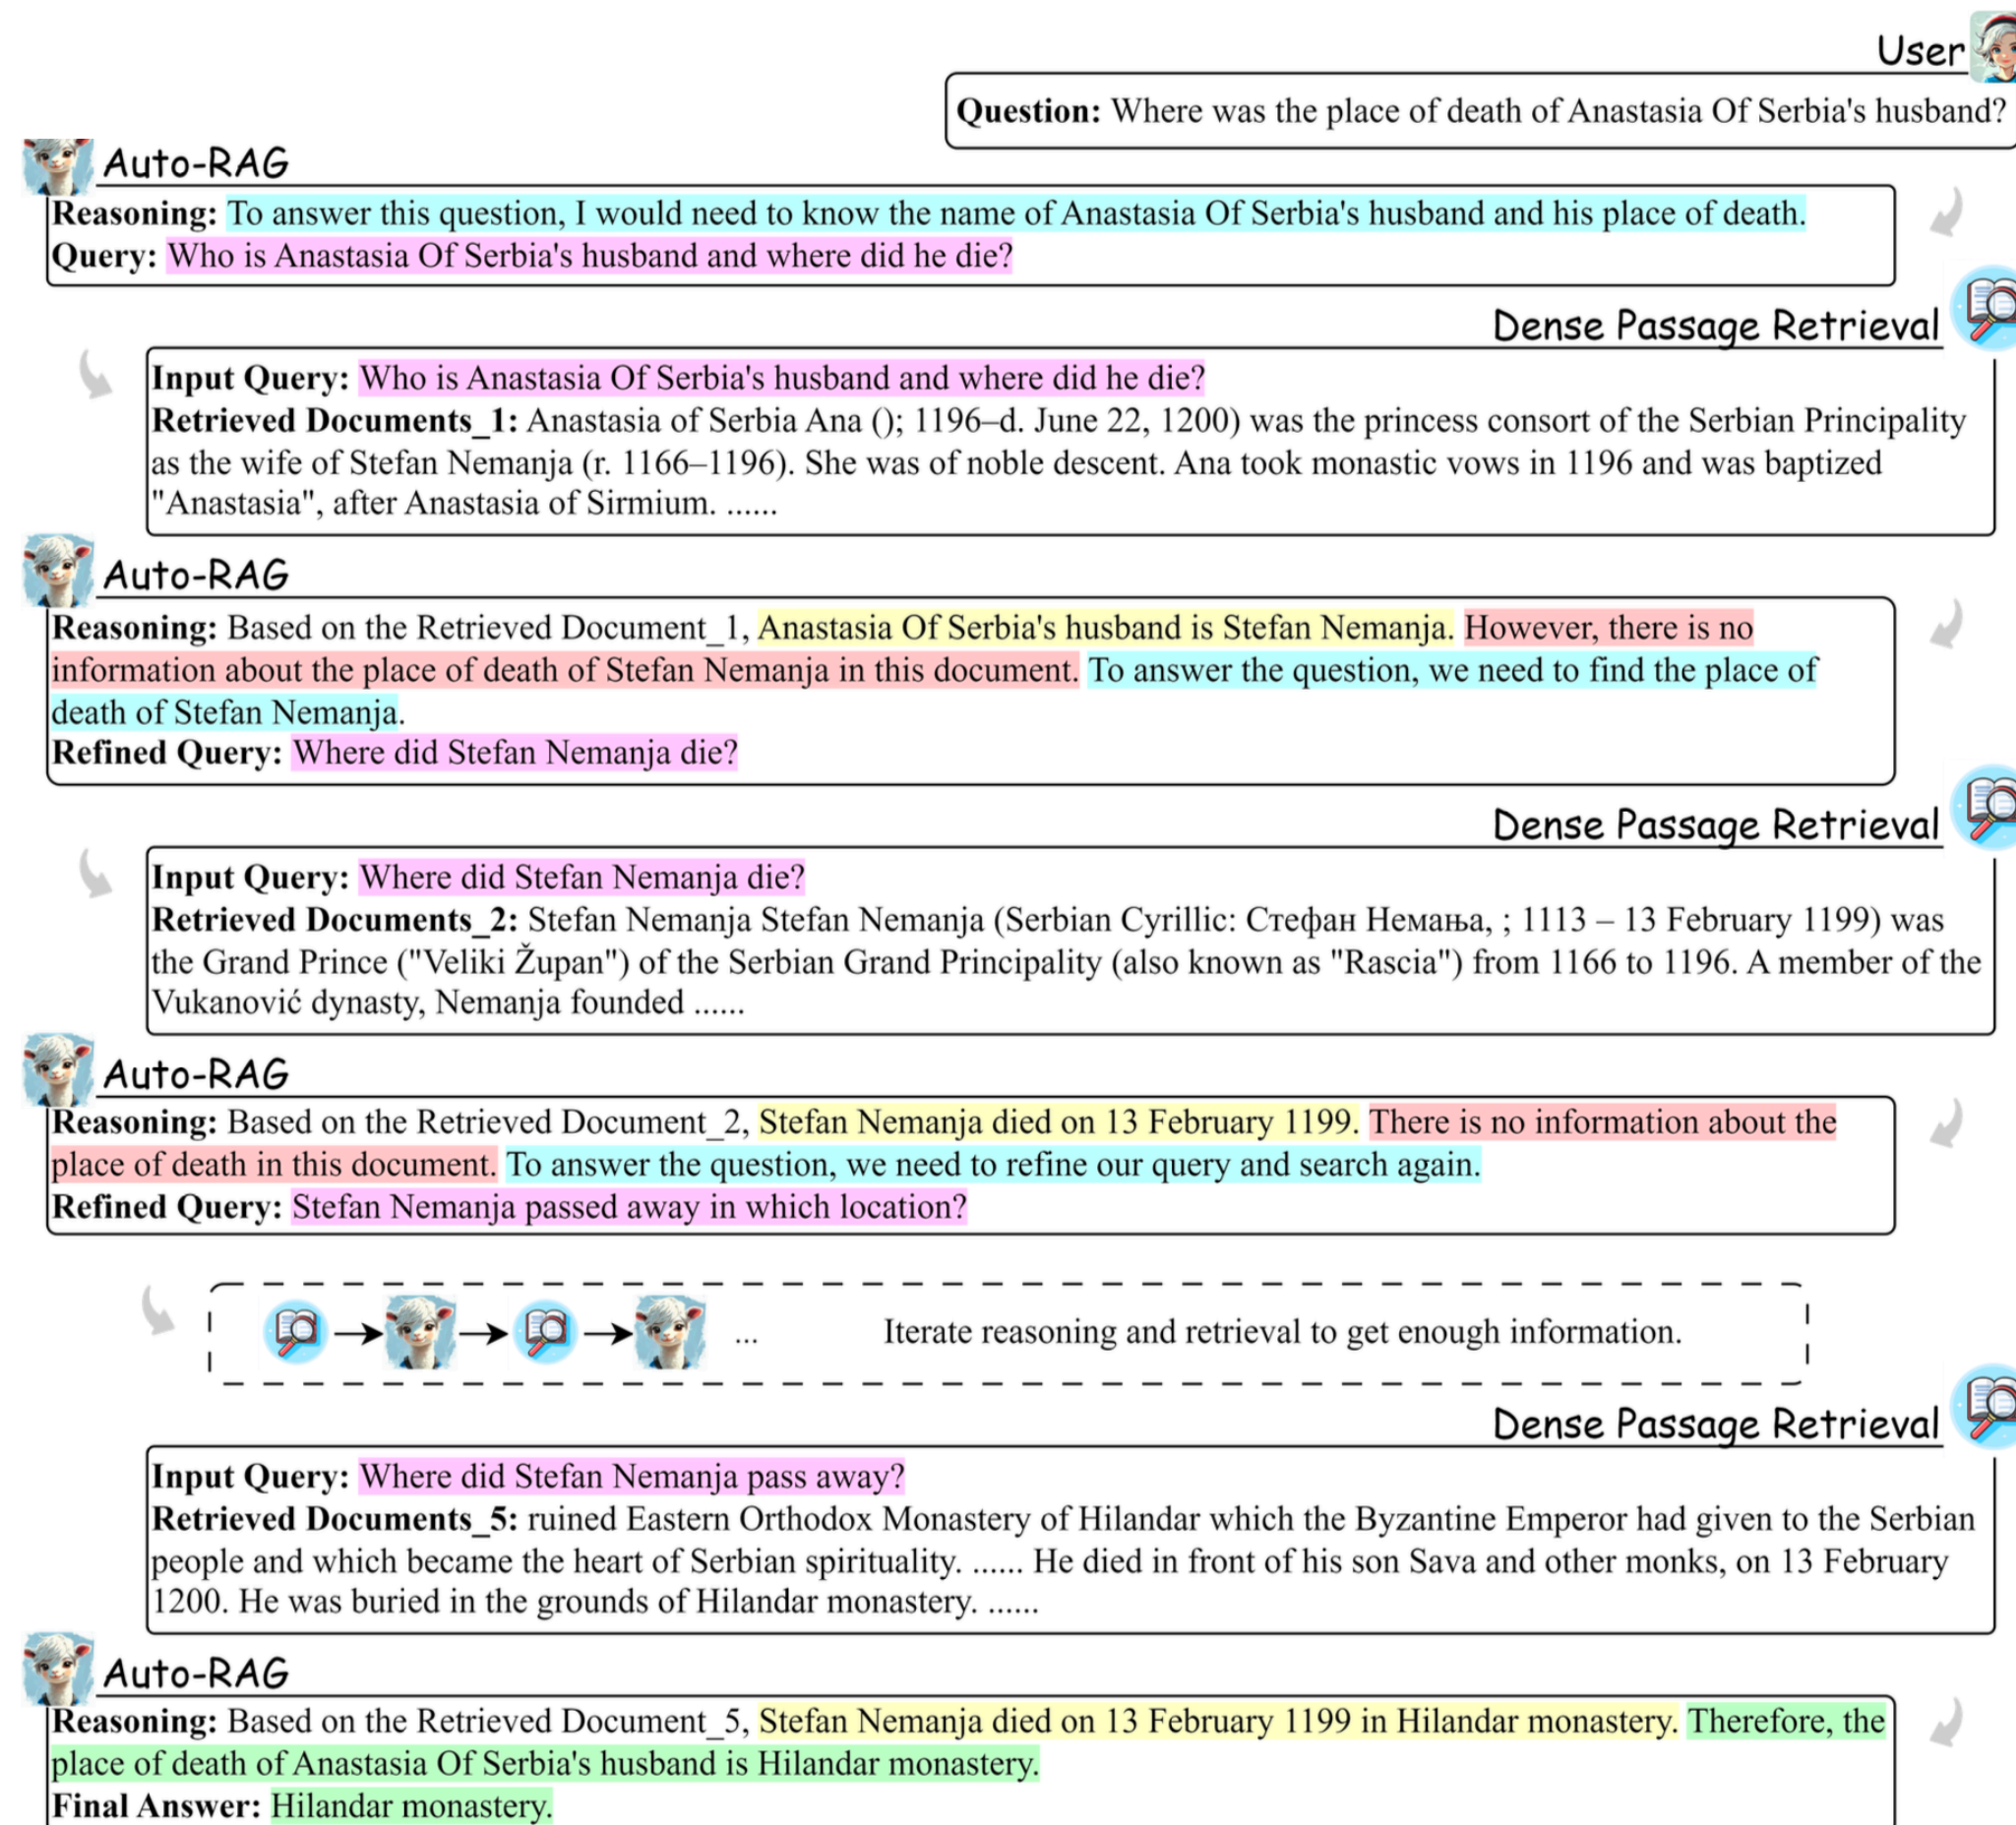 User
Question: Where was the place of death of Anastasia Of Serbia's husband?
Auto-RAG
Reasoning: To answer this question, I would need to know the name of Anastasia Of Serbia's husband and his place of death.
Query: Who is Anastasia Of Serbia's husband and where did he die?
Dense Passage Retrieval
Input Query: Who is Anastasia Of Serbia's husband and where did he die?
Retrieved Documents_1: Anastasia of Serbia Ana (); 1196–d. June 22, 1200) was the princess consort of the Serbian Principality
as the wife of Stefan Nemanja (r. 1166–1196). She was of noble descent. Ana took monastic vows in 1196 and was baptized
"Anastasia", after Anastasia of Sirmium. ......
Auto-RAG
Reasoning: Based on the Retrieved Document_1, Anastasia Of Serbia's husband is Stefan Nemanja. However, there is no
information about the place of death of Stefan Nemanja in this document. To answer the question, we need to find the place of
death of Stefan Nemanja.
Refined Query: Where did Stefan Nemanja die?
Dense Passage Retrieval
Input Query: Where did Stefan Nemanja die?
Retrieved Documents_2: Stefan Nemanja Stefan Nemanja (Serbian Cyrillic: Стефан Немања, ; 1113 – 13 February 1199) was
the Grand Prince ("Veliki Župan") of the Serbian Grand Principality (also known as "Rascia") from 1166 to 1196. A member of the
Vukanović dynasty, Nemanja founded ......
Auto-RAG
Reasoning: Based on the Retrieved Document_2, Stefan Nemanja died on 13 February 1199. There is no information about the
place of death in this document. To answer the question, we need to refine our query and search again.
Refined Query: Stefan Nemanja passed away in which location?
... Iterate reasoning and retrieval to get enough information.
Dense Passage Retrieval
Input Query: Where did Stefan Nemanja pass away?
Retrieved Documents_5: ruined Eastern Orthodox Monastery of Hilandar which the Byzantine Emperor had given to the Serbian
people and which became the heart of Serbian spirituality. ...... He died in front of his son Sava and other monks, on 13 February
1200. He was buried in the grounds of Hilandar monastery. ......
Auto-RAG
Reasoning: Based on the Retrieved Document_5, Stefan Nemanja died on 13 February 1199 in Hilandar monastery. Therefore, the
place of death of Anastasia Of Serbia's husband is Hilandar monastery.
Final Answer: Hilandar monastery.